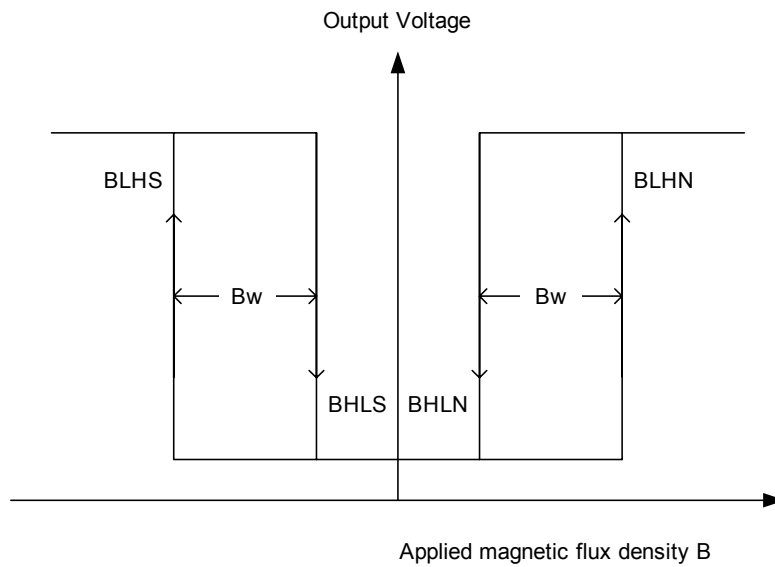 Output Voltage
BLHS
BLHN
Bw
Bw
BHLS
BHLN
Applied magnetic flux density B